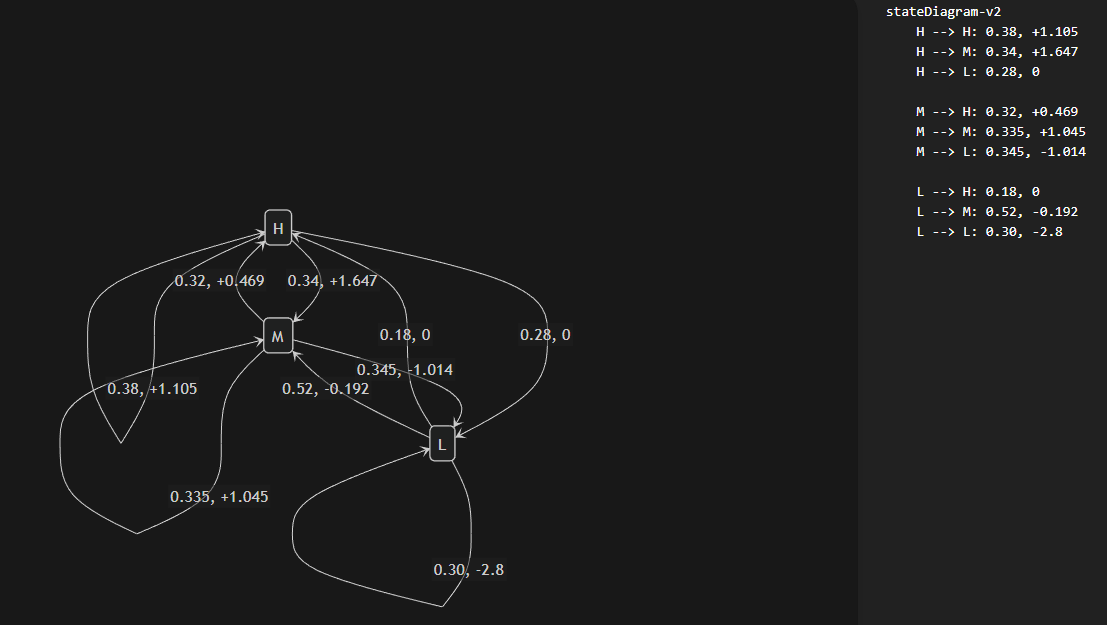 stateDiagram-v2
H --> H: 0.38, +1.105
H --> M: 0.34, +1.647
H --> L: 0.28, 0
M --> H: 0.32, +0.469
M --> M: 0.335, +1.045
M --> L: 0.345, -1.014
L --> H: 0.18, 0
L --> M: 0.52, -0.192
L --> L: 0.30, -2.8
H
0.32, +0.469
0.34, +1.647
M
0.18, 0
0.28, 0
0.345, -1.014
0.38, +1.105
0.52, -0.192
L
0.335, +1.045
0.30, -2.8